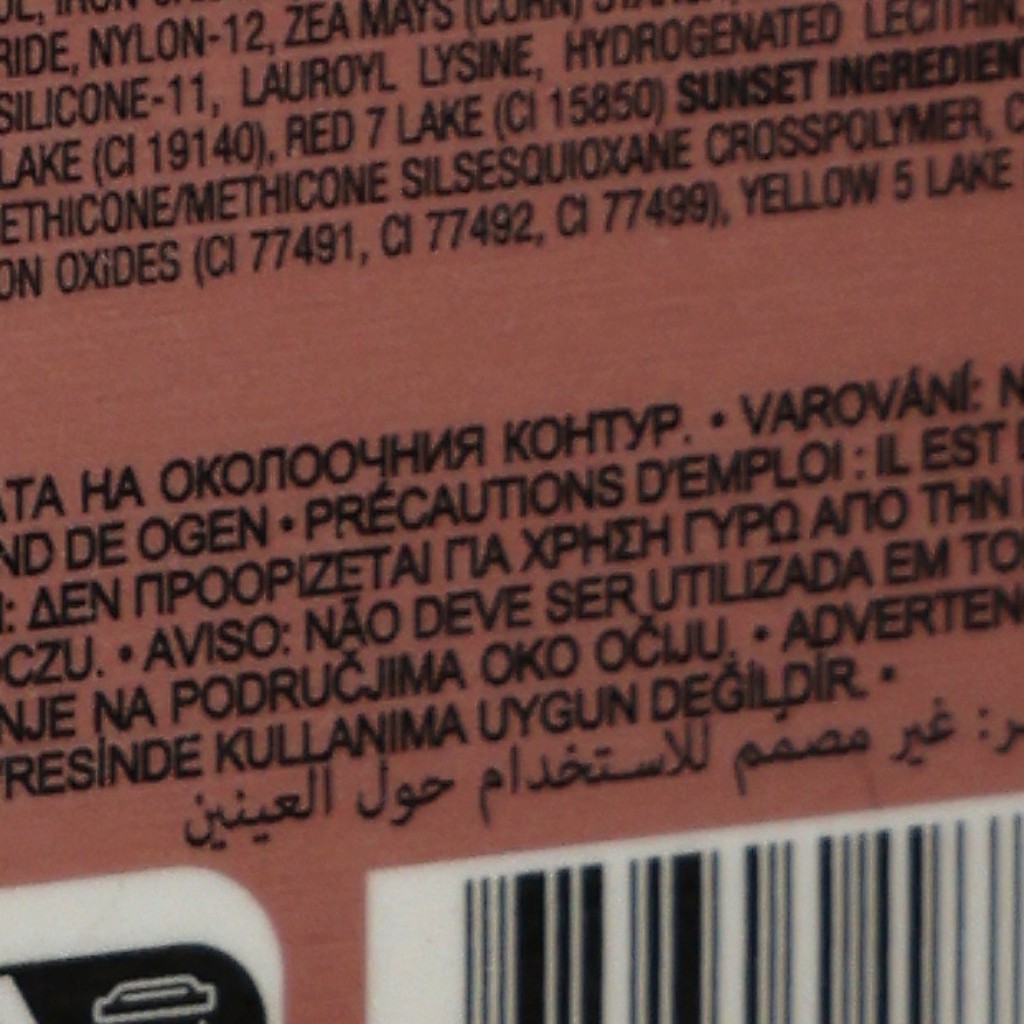 NYLON-12, ZEA MAYS (CORN)
SILICONE-11, LAUROYL LYSINE, HYDROGENATED LECITHIN,
LAKE (CI 19140), RED 7 LAKE (CI 15850) SUNSET INGREDIENT
ETHICONE/METHICONE SILSESQUIOXANE CROSSPOLYMER, C
ON OXiDES (CI 77491, CI 77492, CI 77499), YELLOW 5 LAKE
АТА НА ОКОЛООЧНИЯ КОНТУР. • VAROVÁNÍ: N
ND DE OGEN • PRÉCAUTIONS D'EMPLOI : IL EST
: ΔΕΝ ΠΡΟΟΡΙΖΕΤΑΙ ΓΙΑ ΧΡΗΣΗ ΓΥΡΩ ΑΠΟ ΤΗΝ
OCZU. • AVISO: NÃO DEVE SER UTILIZADA EM TO
NJE NA PODRUČJIMA OKO OČIJU. • ADVERTEN
RESİNDE KULLANIMA UYGUN DEĞİLDİR. •
ر: غير مصمم للاستخدام حول العينين